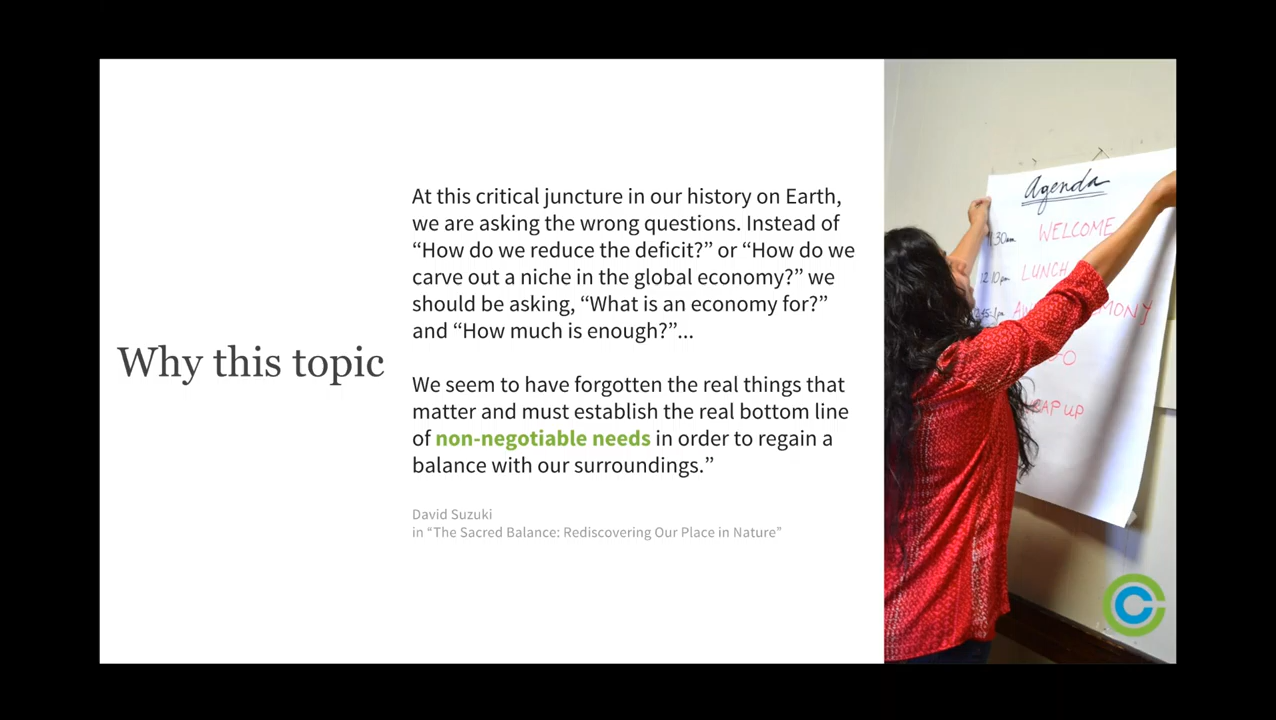 Why this topic
At this critical juncture in our history on Earth,
we are asking the wrong questions. Instead of
“How do we reduce the deficit?” or “How do we
carve out a niche in the global economy?” we
should be asking, “What is an economy for?”
and “How much is enough?”...
We seem to have forgotten the real things that
matter and must establish the real bottom line
of non-negotiable needs in order to regain a
balance with our surroundings.”
David Suzuki
in “The Sacred Balance: Rediscovering Our Place in Nature”
Agenda
WELCOME
LUNCH